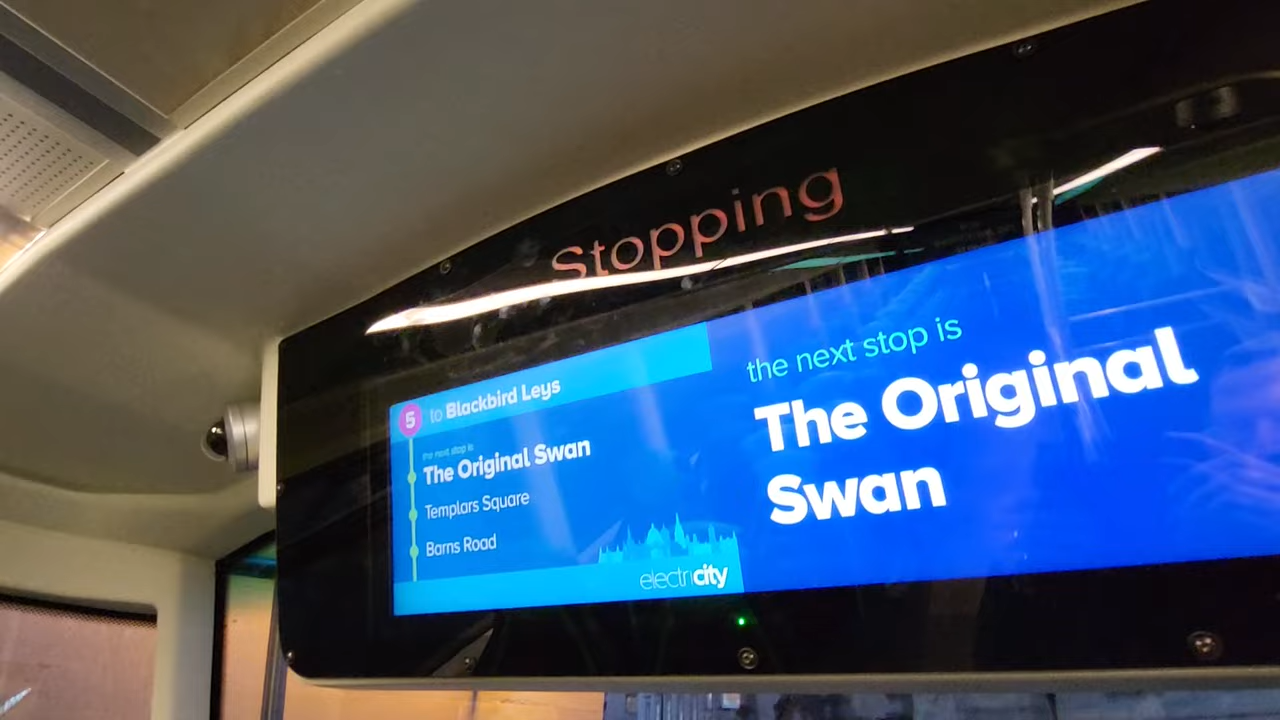 Stopping
5 to Blackbird Leys
the next stop is
The Original Swan
Templars Square
Barns Road
electricity
the next stop is
The Original
Swan